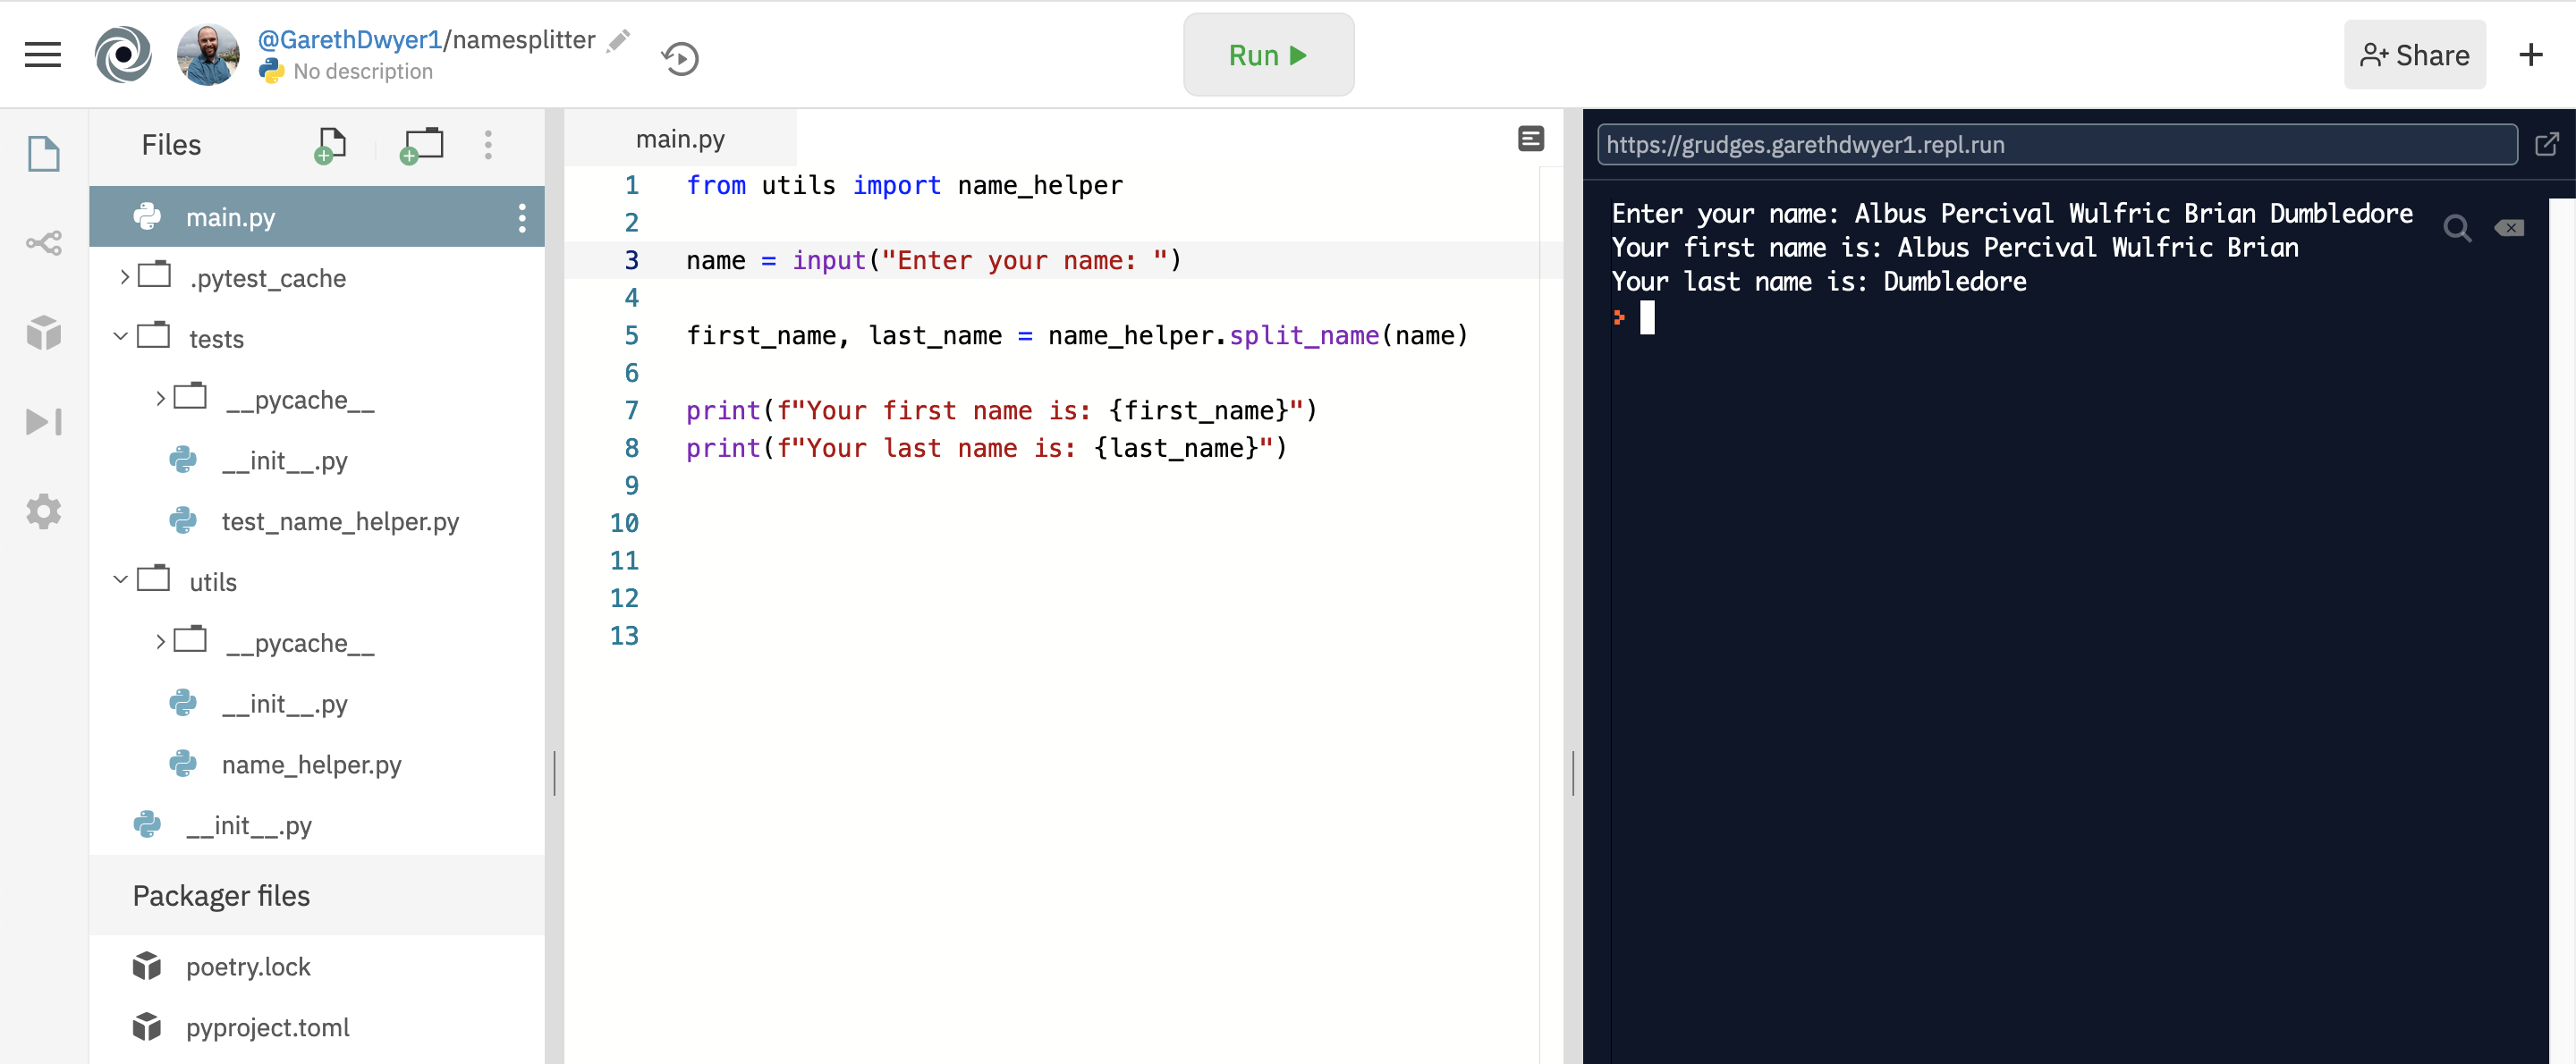 @GarethDwyer1/namesplitter
No description
Run
Share
Files
main.py
.pytest_cache
tests
__pycache__
__init__.py
test_name_helper.py
utils
__pycache__
__init__.py
name_helper.py
__init__.py
Packager files
poetry.lock
pyproject.toml
main.py
1 from utils import name_helper
2
3 name = input("Enter your name: ")
4
5 first_name, last_name = name_helper.split_name(name)
6
7 print(f"Your first name is: {first_name}")
8 print(f"Your last name is: {last_name}")
9
10
11
12
13
https://grudges.garethdwyer1.repl.run
Enter your name: Albus Percival Wulfric Brian Dumbledore
Your first name is: Albus Percival Wulfric Brian
Your last name is: Dumbledore